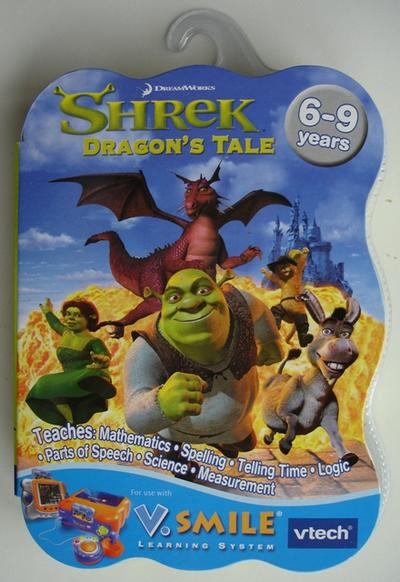 DREAMWORKS
SHREK
DRAGON'S TALE
6-9
years
Teaches: Mathematics • Spelling • Telling Time • Logic
• Parts of Speech • Science • Measurement
For use with
V.SMILE®
LEARNING SYSTEM
vtech®